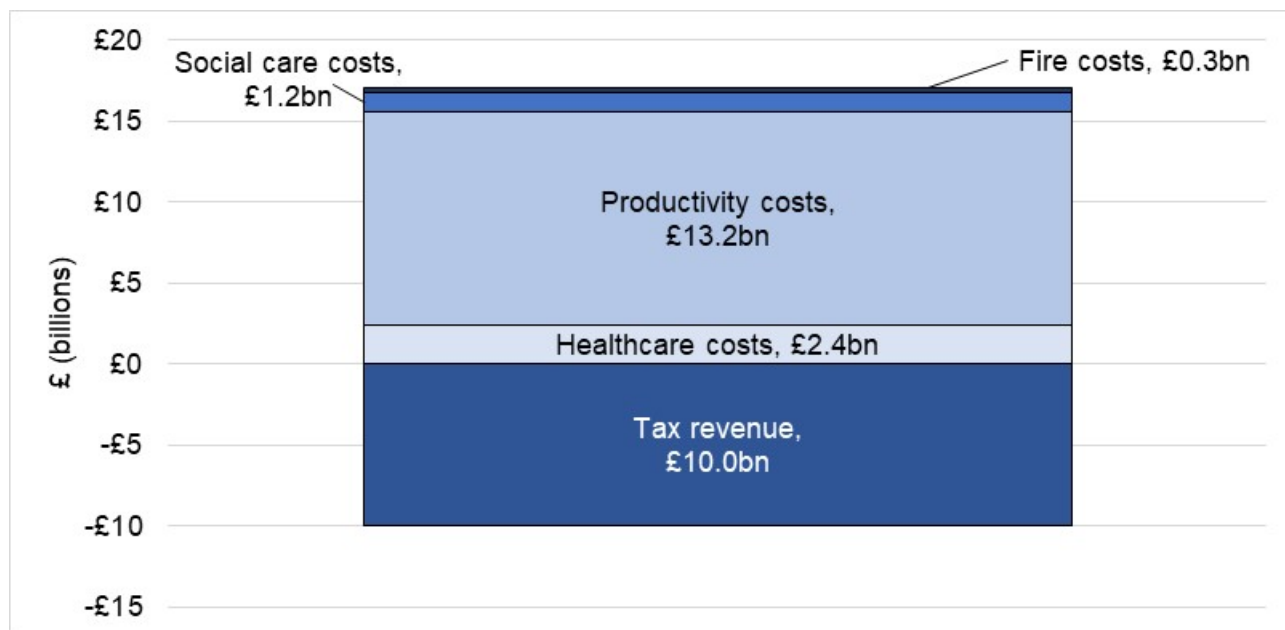 £20
Social care costs,
£1.2bn
Fire costs, £0.3bn
£15
£10
Productivity costs,
£13.2bn
£5
Healthcare costs, £2.4bn
£0
£ (billions)
Tax revenue,
£10.0bn
-£5
-£10
-£15